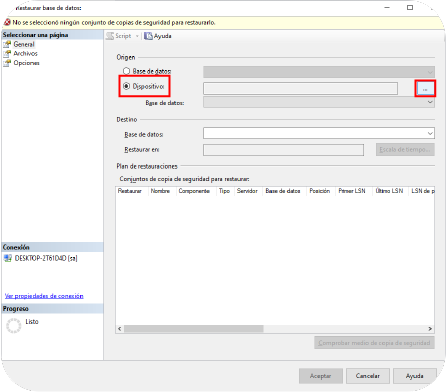 Restaurar base de datos:
No se seleccionó ningún conjunto de copias de seguridad para restaurarlo.
Seleccionar una página
General
Archivos
Opciones
Script
Ayuda
Origen
Base de datos:
Dispositivo:
...
Base de datos:
Destino
Base de datos:
Restaurar en:
Escala de tiempo...
Plan de restauraciones
Conjuntos de copia de seguridad para restaurar:
Restaurar Nombre Componente Tipo Servidor Base de datos Posición Primer LSN Último LSN LSN de p
Conexión
DESKTOP-2T61D4D [sa]
Ver propiedades de conexión
Progreso
Listo
Comprobar medio de copia de seguridad
Aceptar Cancelar Ayuda